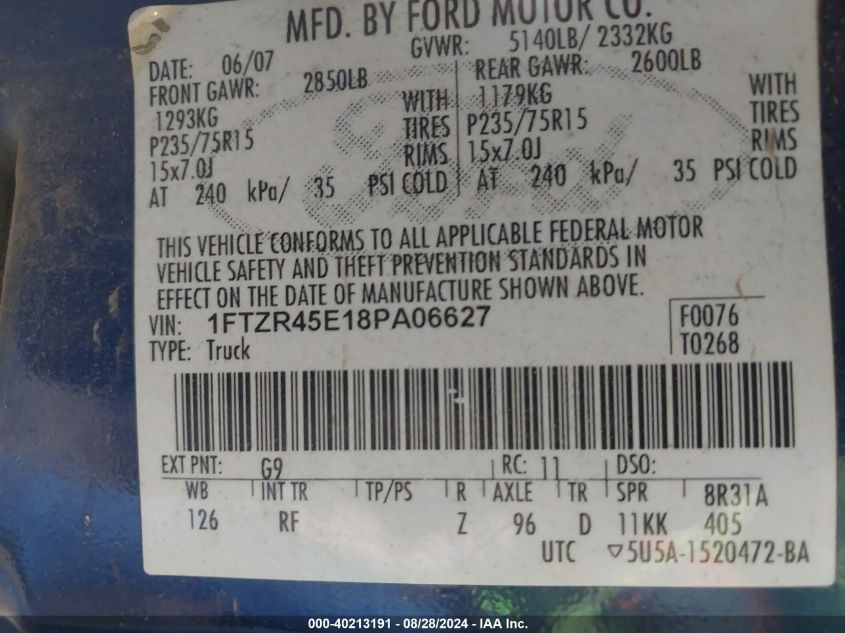 MFD. BY FORD MOTOR CO.
GVWR: 5140LB/ 2332KG
DATE: 06/07
FRONT GAWR: 2850LB
1293KG WITH
P235/75R15 TIRES
15x7.0J RIMS
AT 240 kPa/ 35 PSI COLD
REAR GAWR: 2600LB
1179KG WITH
P235/75R15 TIRES
15x7.0J RIMS
AT 240 kPa/ 35 PSI COLD
THIS VEHICLE CONFORMS TO ALL APPLICABLE FEDERAL MOTOR
VEHICLE SAFETY AND THEFT PREVENTION STANDARDS IN
EFFECT ON THE DATE OF MANUFACTURE SHOWN ABOVE.
VIN: 1FTZR45E18PA06627
TYPE: Truck
F0076
T0268
EXT PNT: G9 RC: 11 DSO:
WB INT TR TP/PS R AXLE TR SPR 8R31A
126 RF Z 96 D 11KK 405
UTC ▽5U5A-1520472-BA
000-40213191 - 08/28/2024 - IAA Inc.